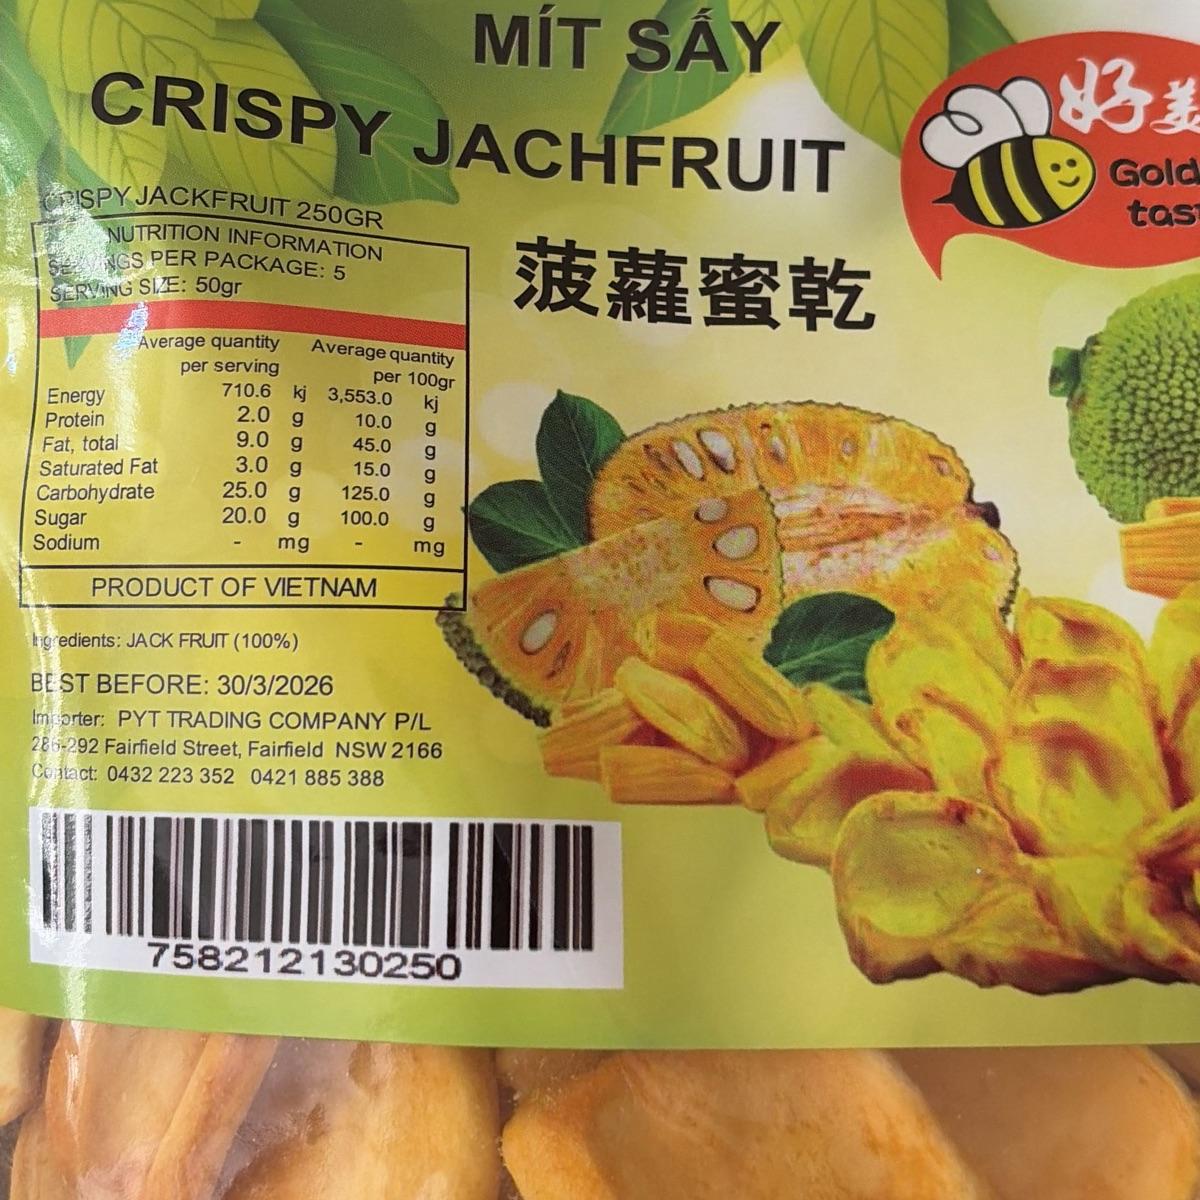 MÍT SẤY
CRISPY JACHFRUIT
好美
Gold
菠蘿蜜乾
CRISPY JACKFRUIT 250GR
NUTRITION INFORMATION
SERVINGS PER PACKAGE: 5
SERVING SIZE: 50gr
Average quantity per serving Average quantity per 100gr
Energy 710.6 kj 3,553.0 kj
Protein 2.0 g 10.0 g
Fat, total 9.0 g 45.0 g
Saturated Fat 3.0 g 15.0 g
Carbohydrate 25.0 g 125.0 g
Sugar 20.0 g 100.0 g
Sodium - mg - mg
PRODUCT OF VIETNAM
Ingredients: JACK FRUIT (100%)
BEST BEFORE: 30/3/2026
Importer: PYT TRADING COMPANY P/L
286-292 Fairfield Street, Fairfield NSW 2166
Contact: 0432 223 352 0421 885 388
758212130250